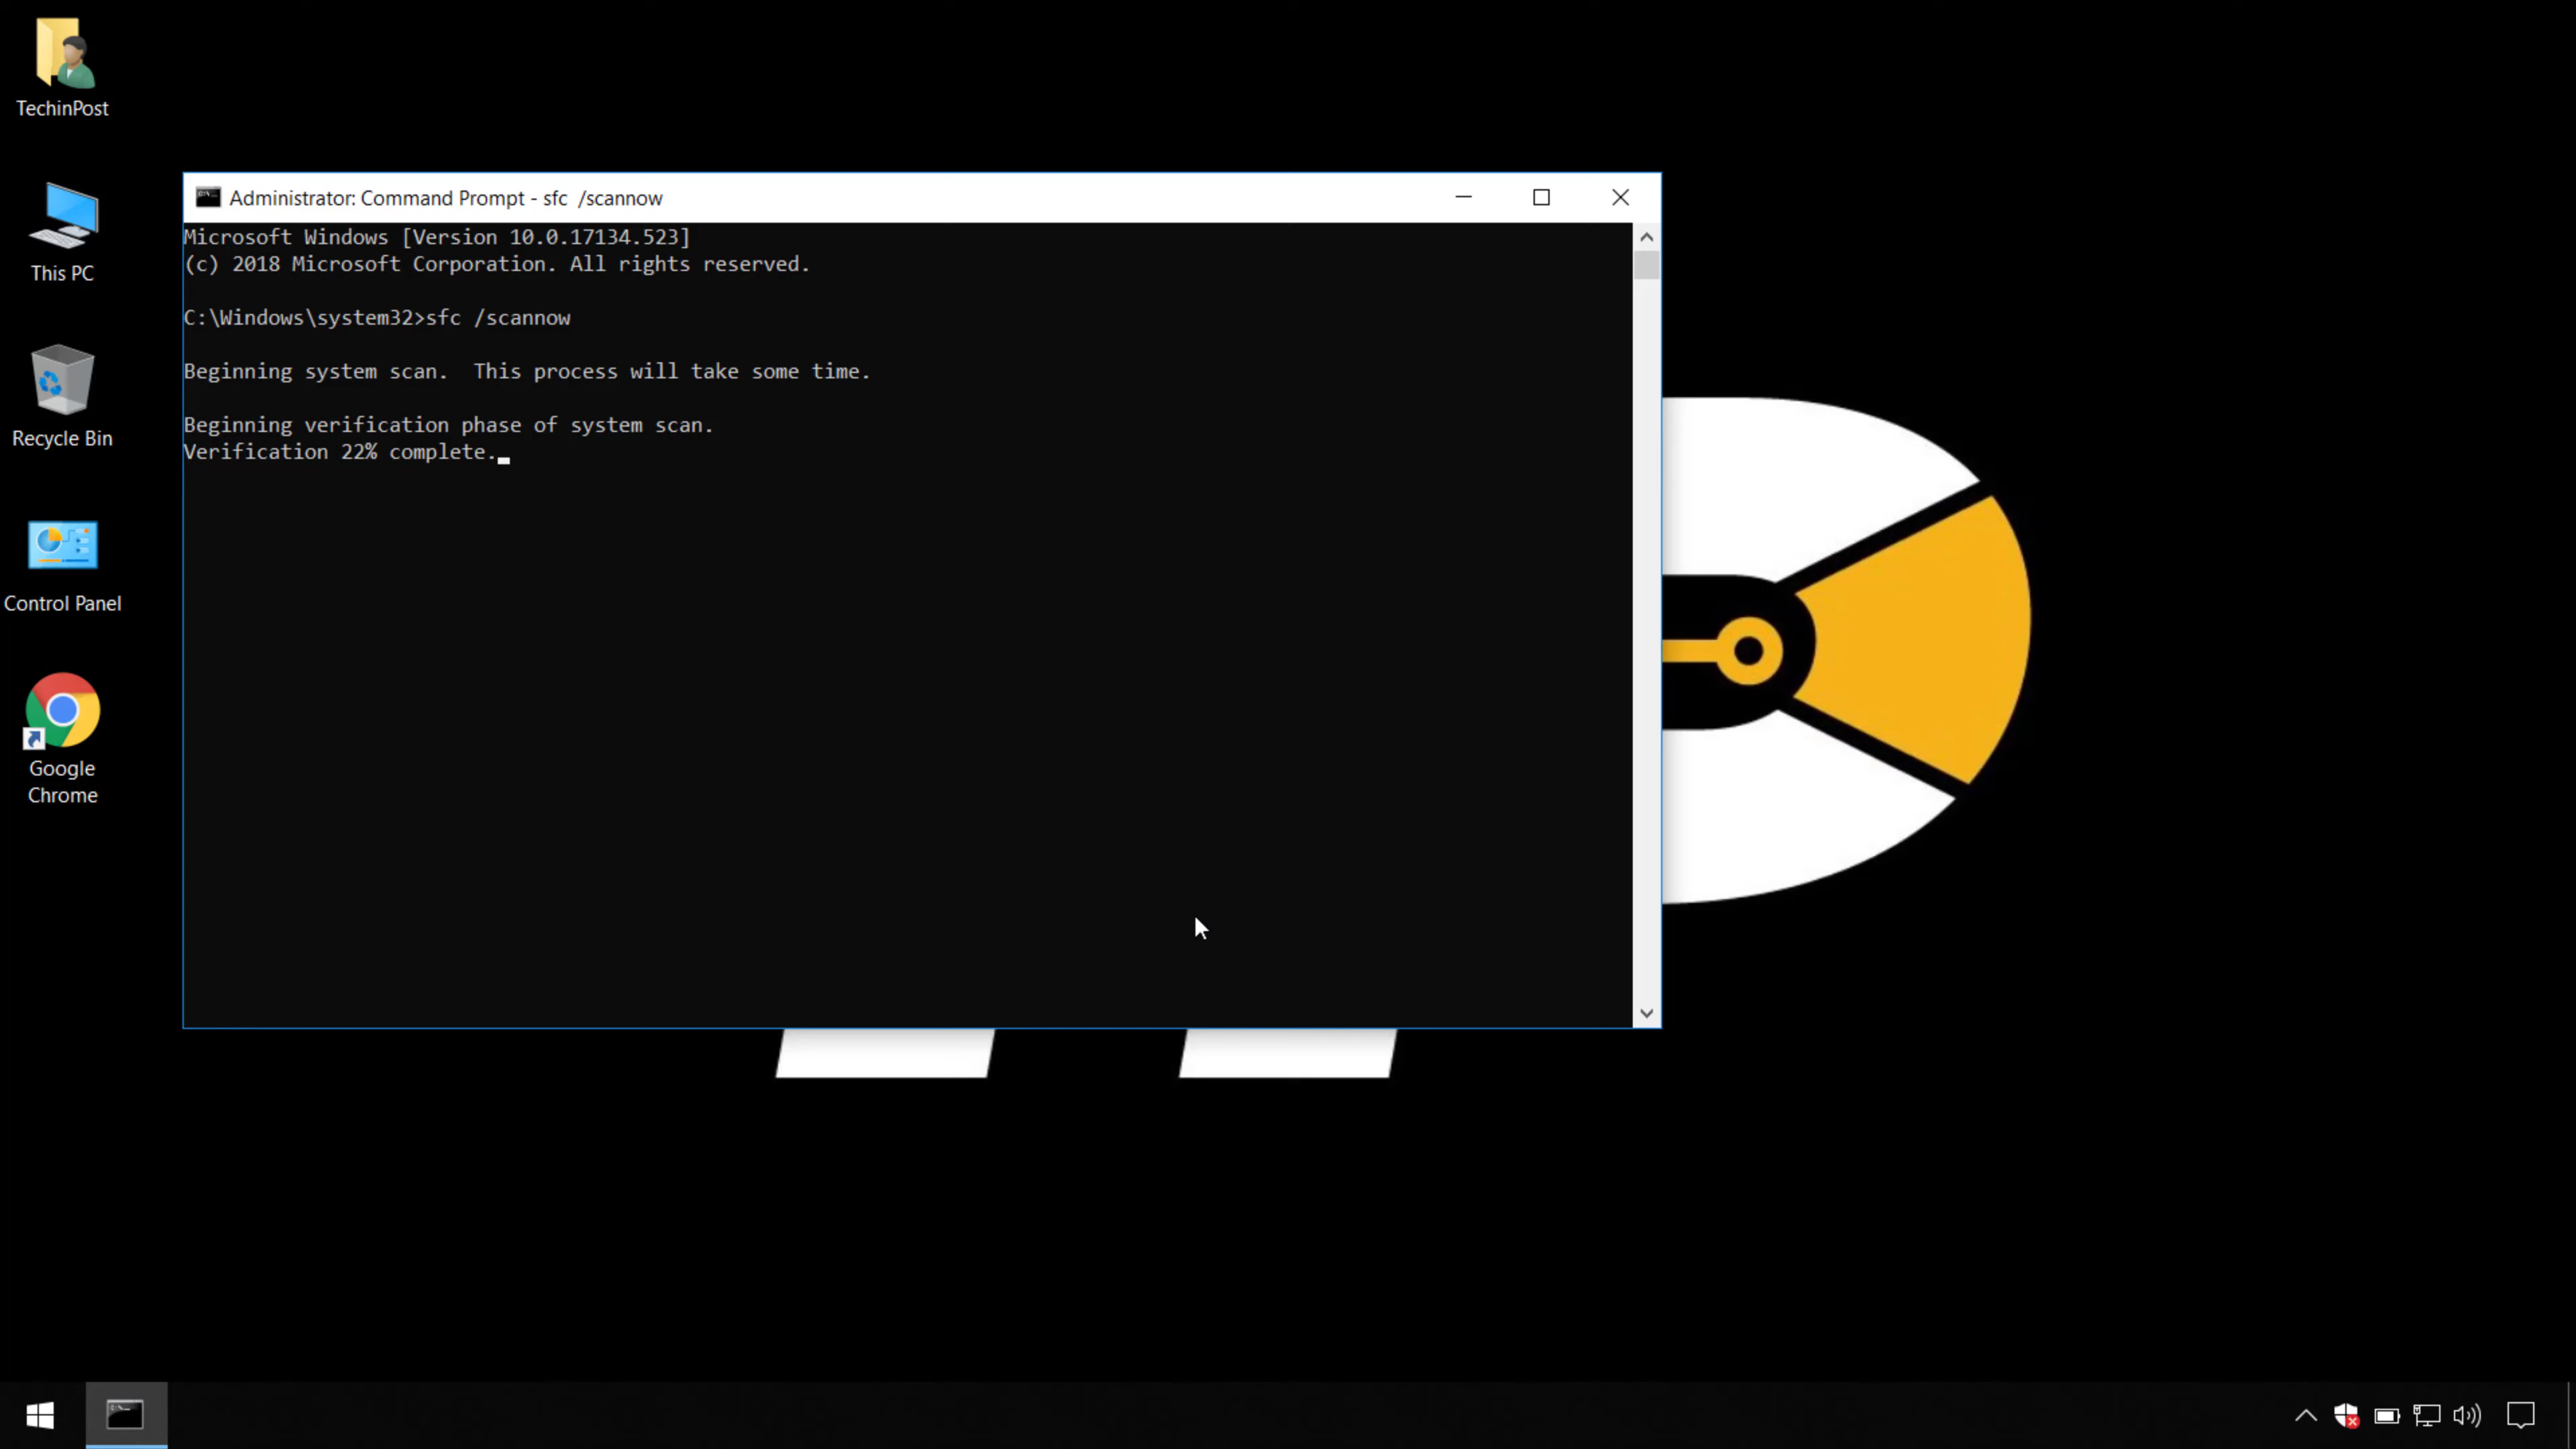 TechinPost
This PC
Recycle Bin
Control Panel
Google
Chrome
Administrator: Command Prompt - sfc  /scannow
Microsoft Windows [Version 10.0.17134.523]
(c) 2018 Microsoft Corporation. All rights reserved.
C:\Windows\system32>sfc /scannow
Beginning system scan.  This process will take some time.
Beginning verification phase of system scan.
Verification 22% complete.